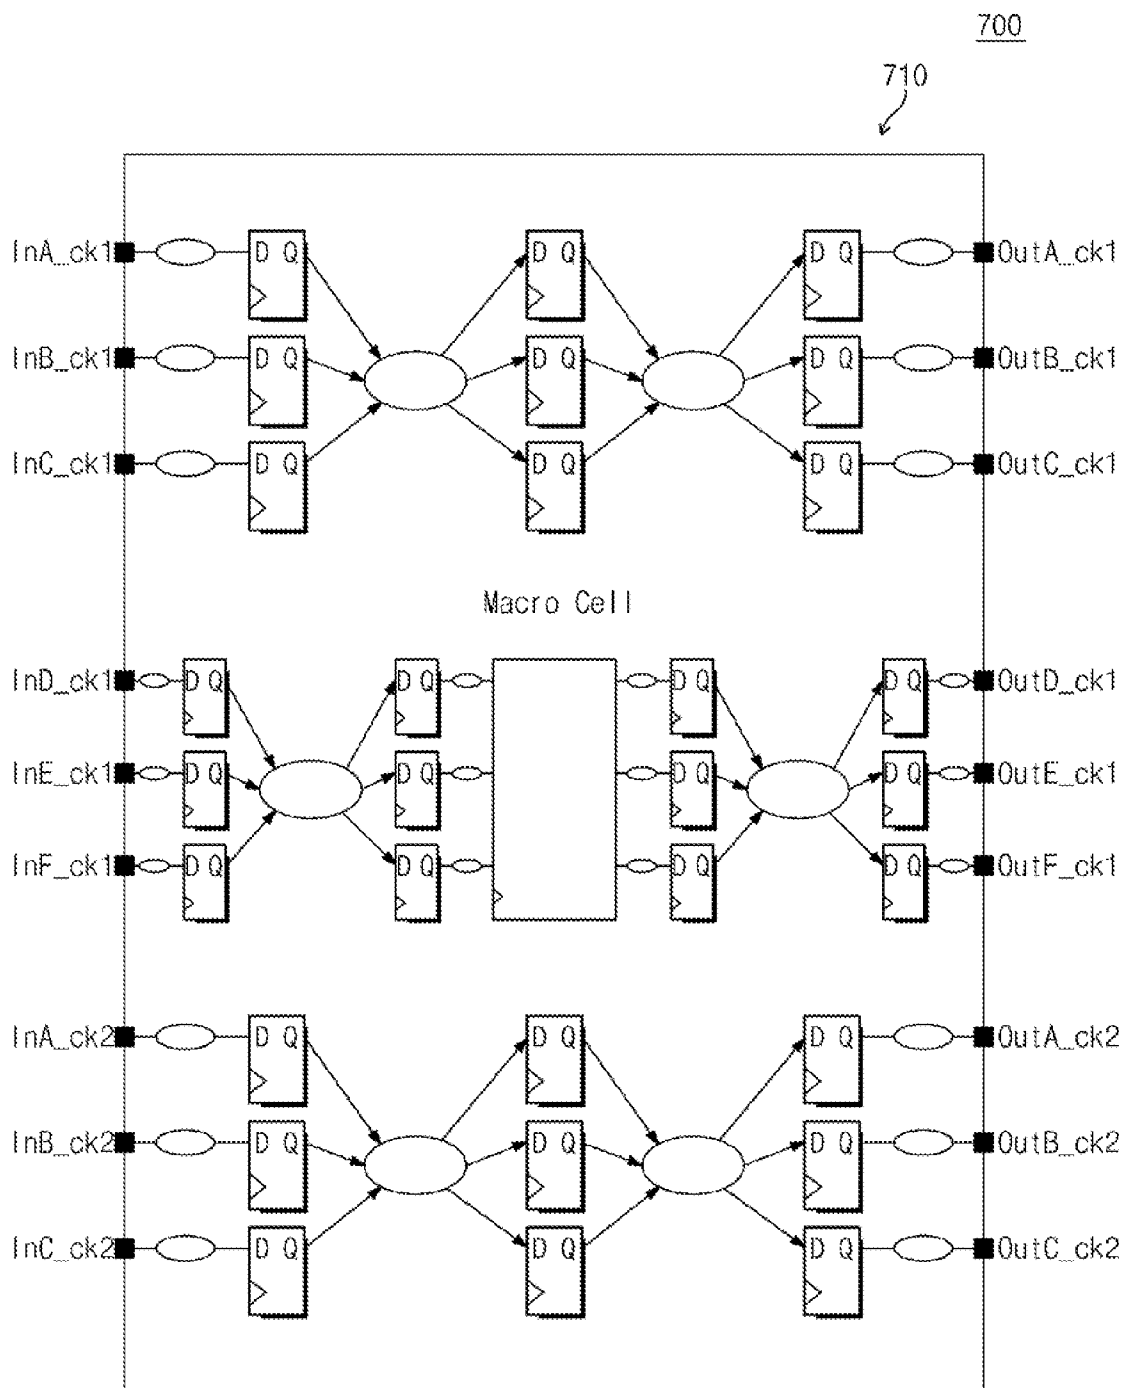 700
710
InA_ck1 D Q D Q D Q OutA_ck1
InB_ck1 D Q D Q D Q OutB_ck1
InC_ck1 D Q D Q D Q OutC_ck1
Macro Cell
InD_ck1 D Q D Q D Q D Q OutD_ck1
InE_ck1 D Q D Q D Q D Q OutE_ck1
InF_ck1 D Q D Q D Q D Q OutF_ck1
InA_ck2 D Q D Q D Q OutA_ck2
InB_ck2 D Q D Q D Q OutB_ck2
InC_ck2 D Q D Q D Q OutC_ck2